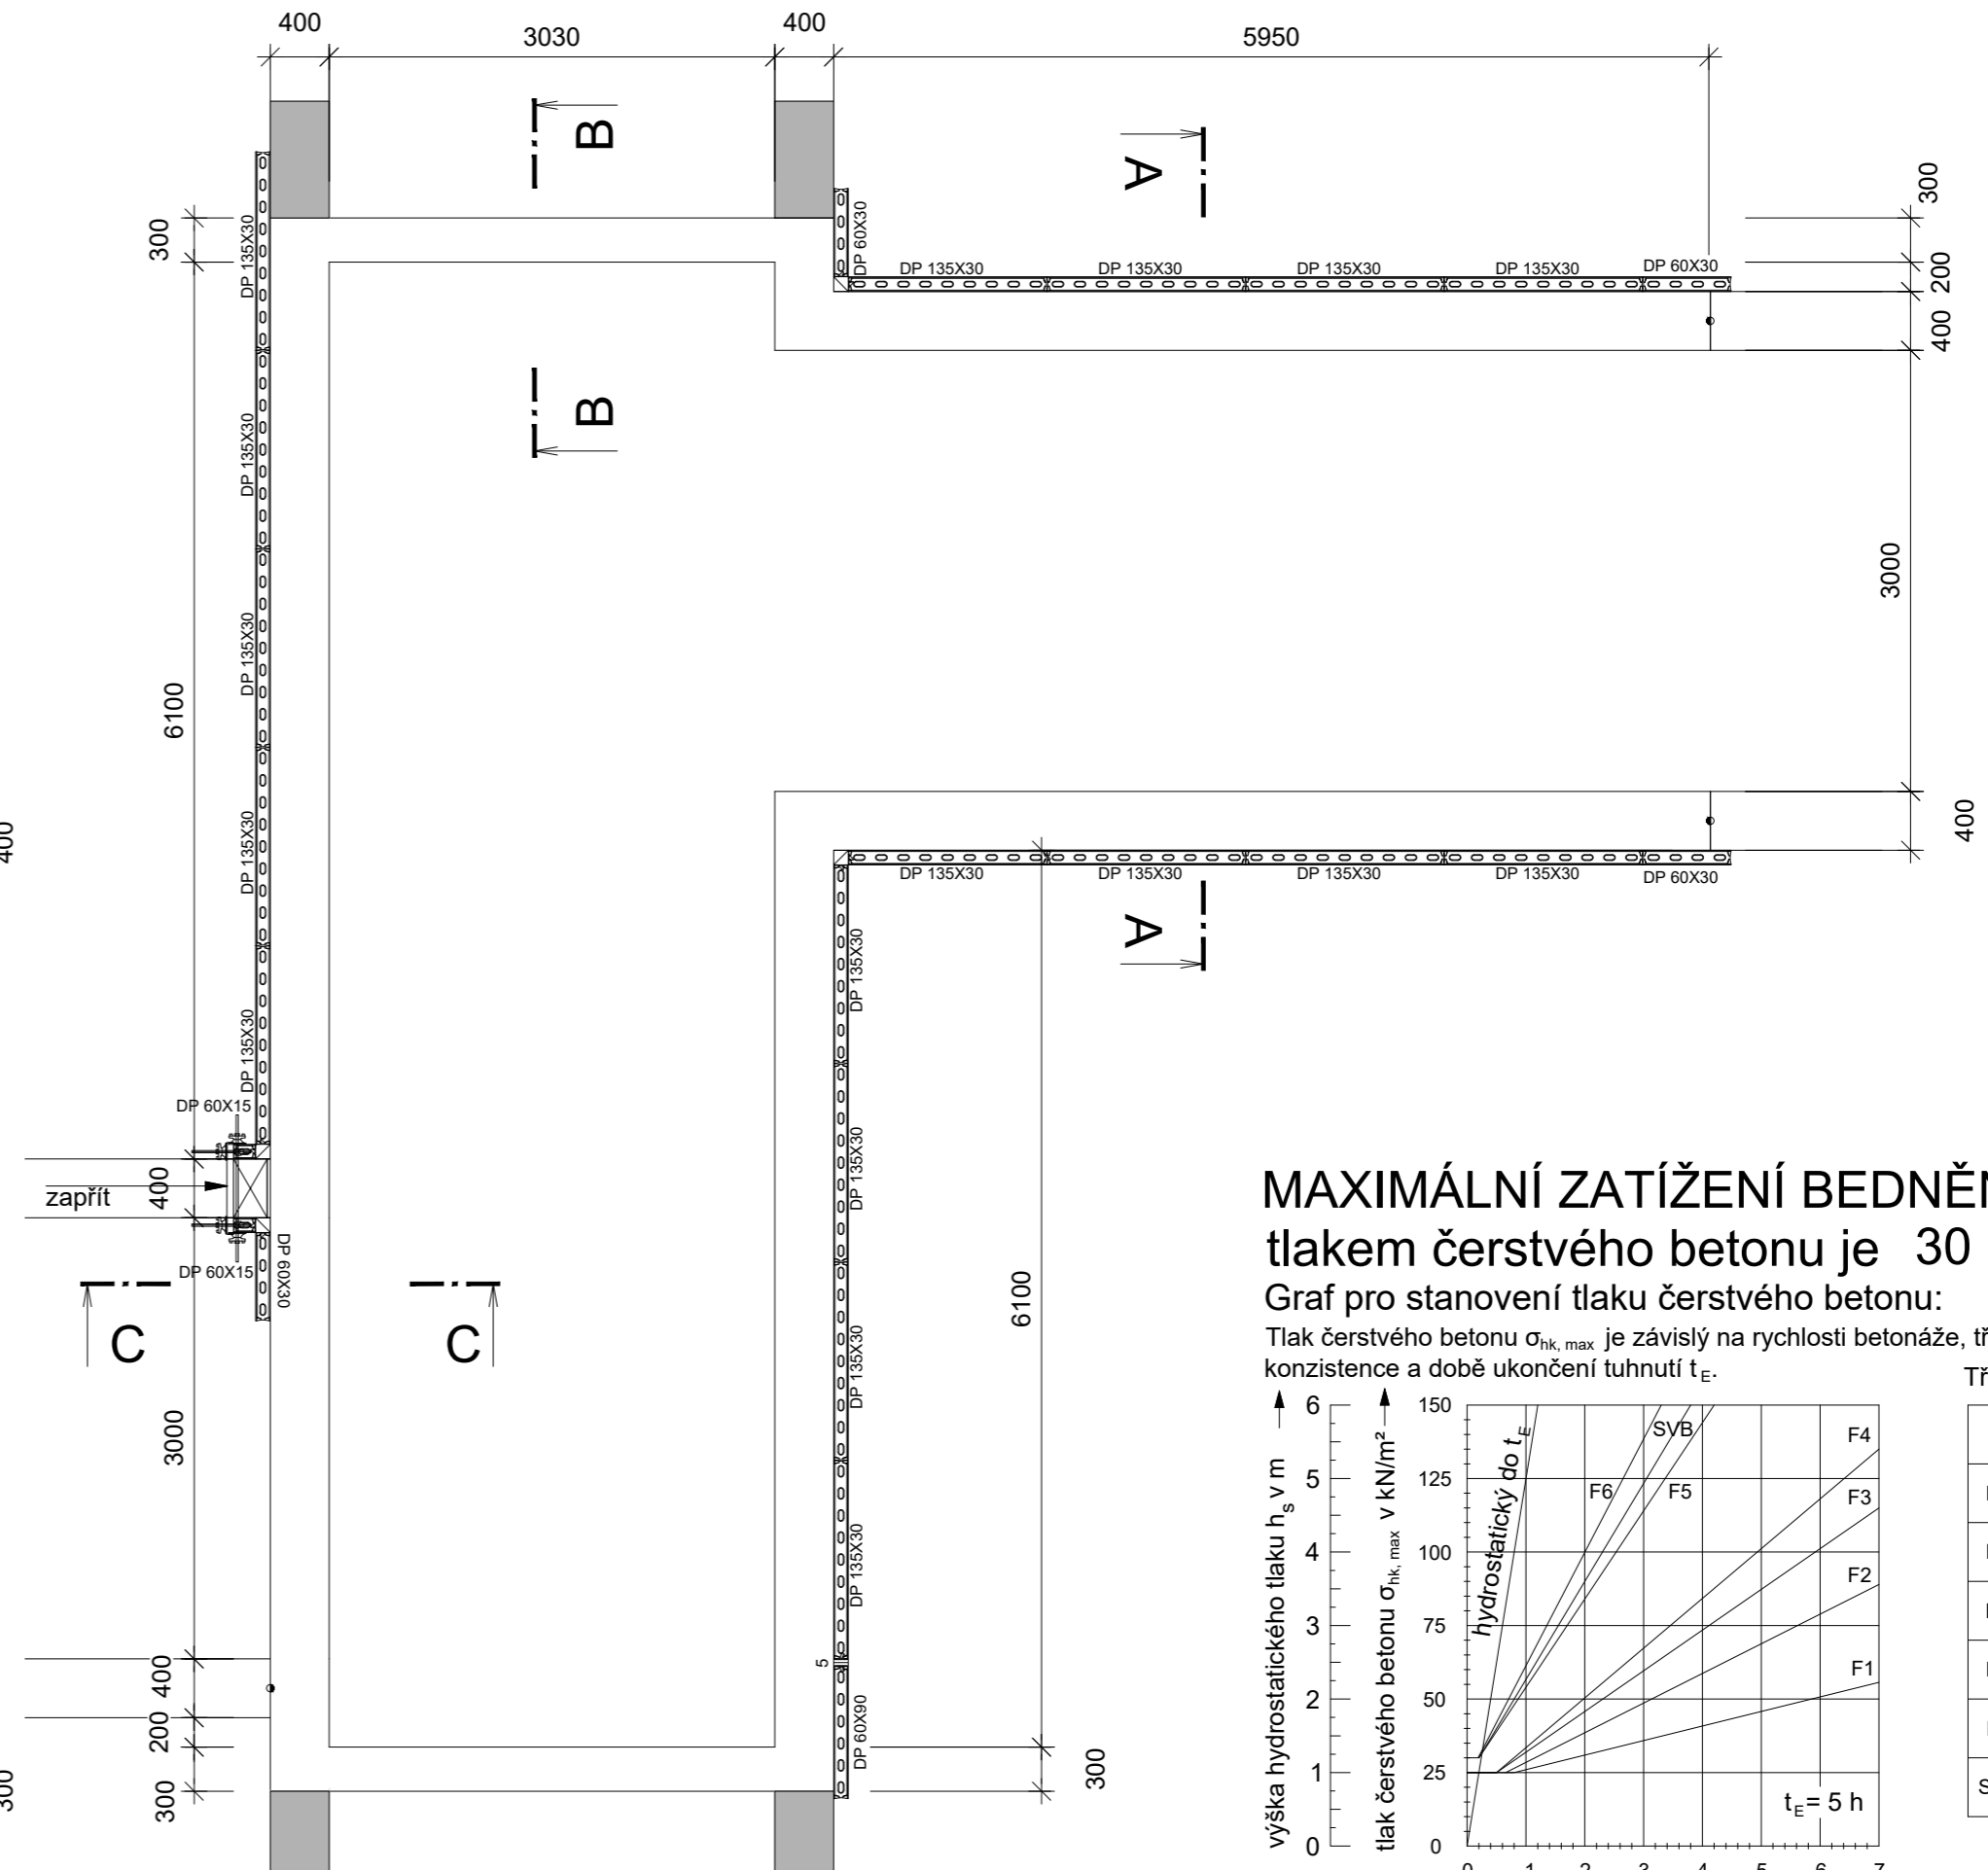 400
3030
400
5950
B
A
300
300
DP 135X30
DP 60X30
DP 135X30
DP 135X30
DP 135X30
DP 135X30
DP 60X30
200
400
B
DP 135X30
3000
DP 135X30
6100
400
DP 135X30
400
DP 135X30
DP 135X30
DP 135X30
DP 135X30
DP 60X30
A
DP 135X30
DP 135X30
DP 60X15
zapřít
400
DP 135X30
DP 60X15
DP 60X30
C
C
6100
DP 135X30
3000
DP 135X30
400
5
200
DP 60X90
300
300
300
MAXIMÁLNÍ ZATÍŽENÍ BEDNĚN
tlakem čerstvého betonu je 30
Graf pro stanovení tlaku čerstvého betonu:
Tlak čerstvého betonu σhk, max je závislý na rychlosti betonáže, tř
konzistence a době ukončení tuhnutí tE.
Tř
výška hydrostatického tlaku hs v m
6
5
4
3
2
1
0
tlak čerstvého betonu σhk, max v kN/m²
150
125
100
75
50
25
0
hydrostatický do tE
SVB
F6
F5
F4
F3
F2
F1
tE = 5 h
0 1 2 3 4 5 6 7
S